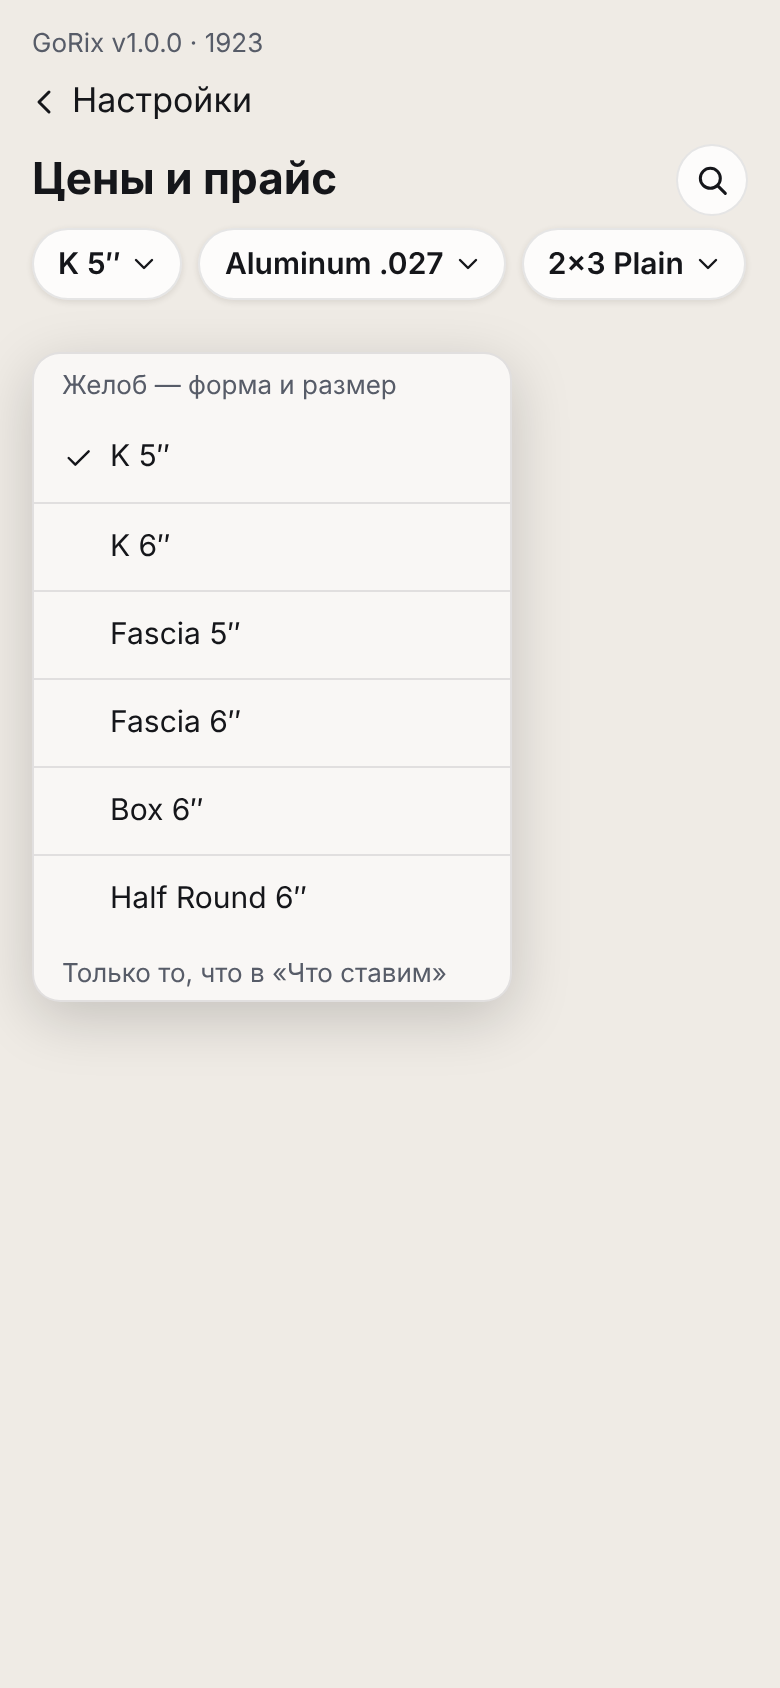 GoRix v1.0.0 · 1923
Настройки
Цены и прайс
K 5″
Aluminum .027
2×3 Plain
Желоб — форма и размер
K 5″
K 6″
Fascia 5″
Fascia 6″
Box 6″
Half Round 6″
Только то, что в «Что ставим»